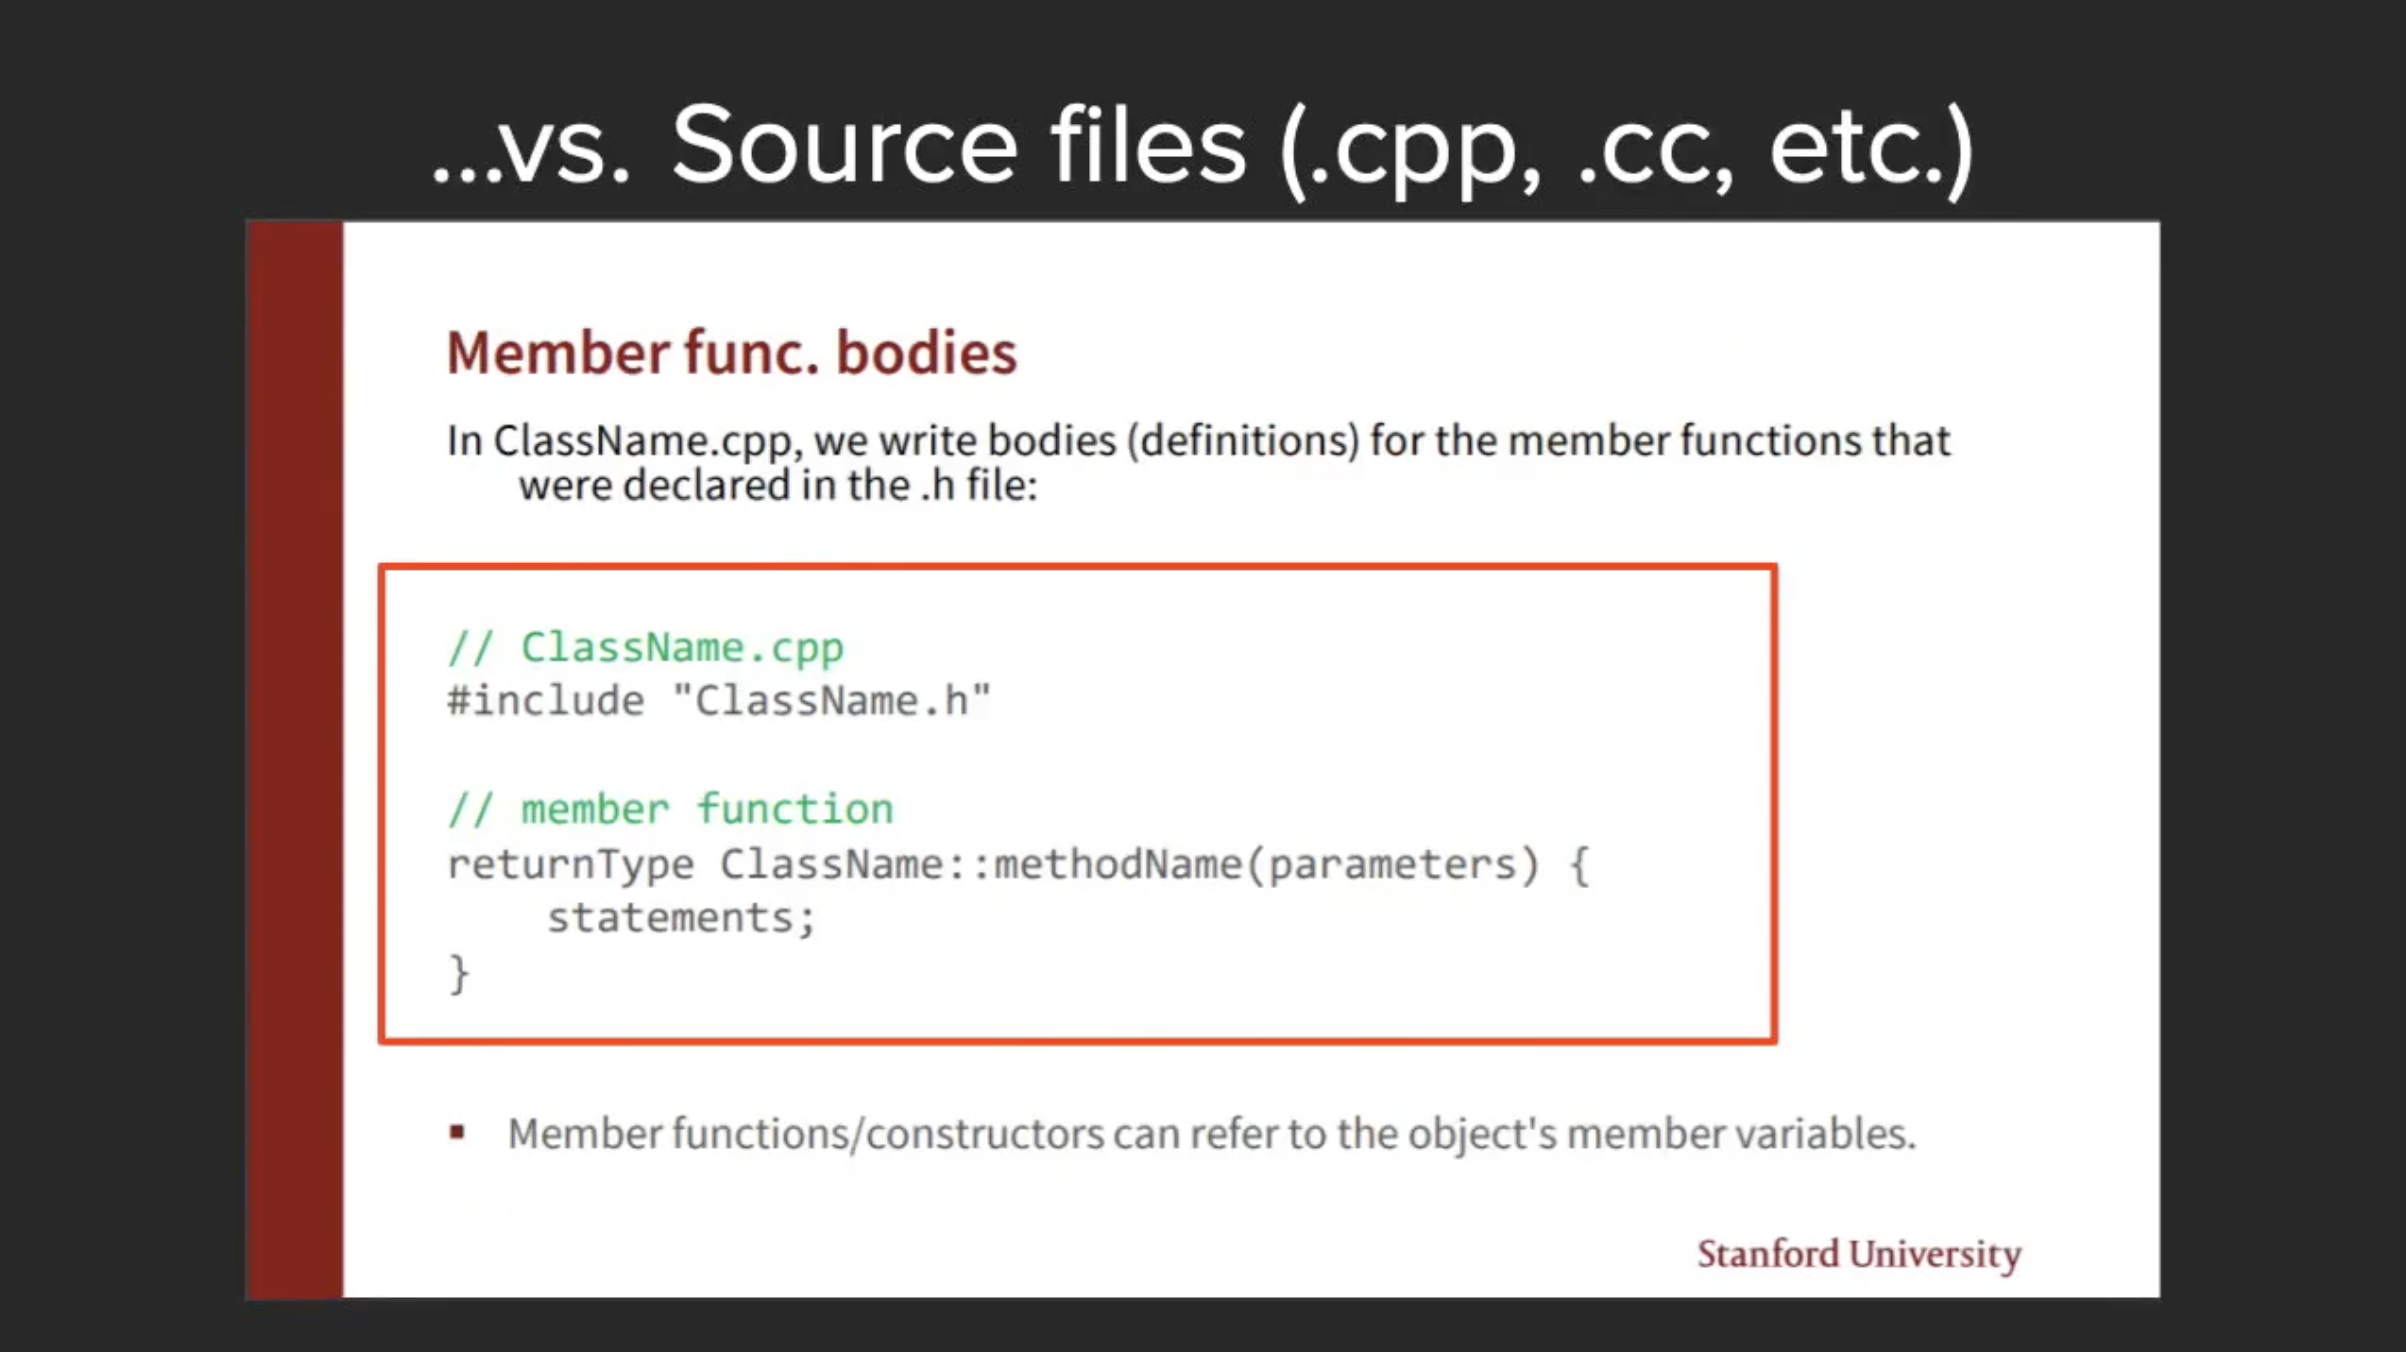 ...vs. Source files (.cpp, .cc, etc.)
Member func. bodies
In ClassName.cpp, we write bodies (definitions) for the member functions that
were declared in the .h file:
// ClassName.cpp
#include "ClassName.h"
// member function
returnType ClassName::methodName(parameters) {
statements;
}
▪ Member functions/constructors can refer to the object's member variables.
Stanford University